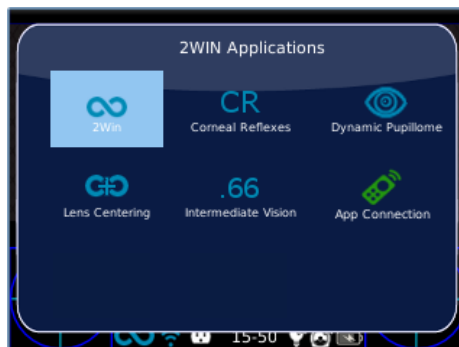 2WIN Applications
CR
2Win
Corneal Reflexes
Dynamic Pupillome
.66
Lens Centering
Intermediate Vision
App Connection
15-50